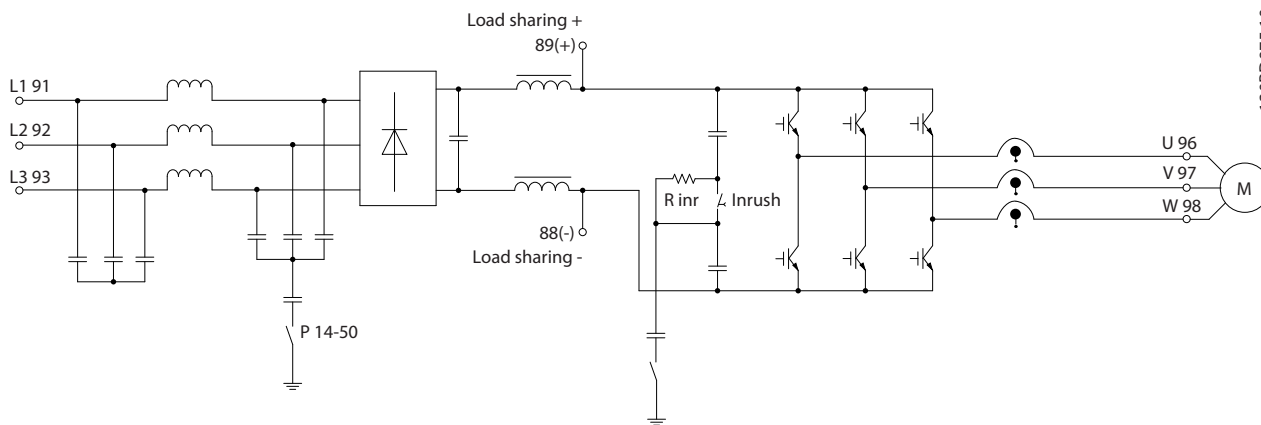 Load sharing +
89(+)
L1 91
L2 92
L3 93
R inr
Inrush
88(-)
Load sharing -
P 14-50
U 96
V 97
W 98
M